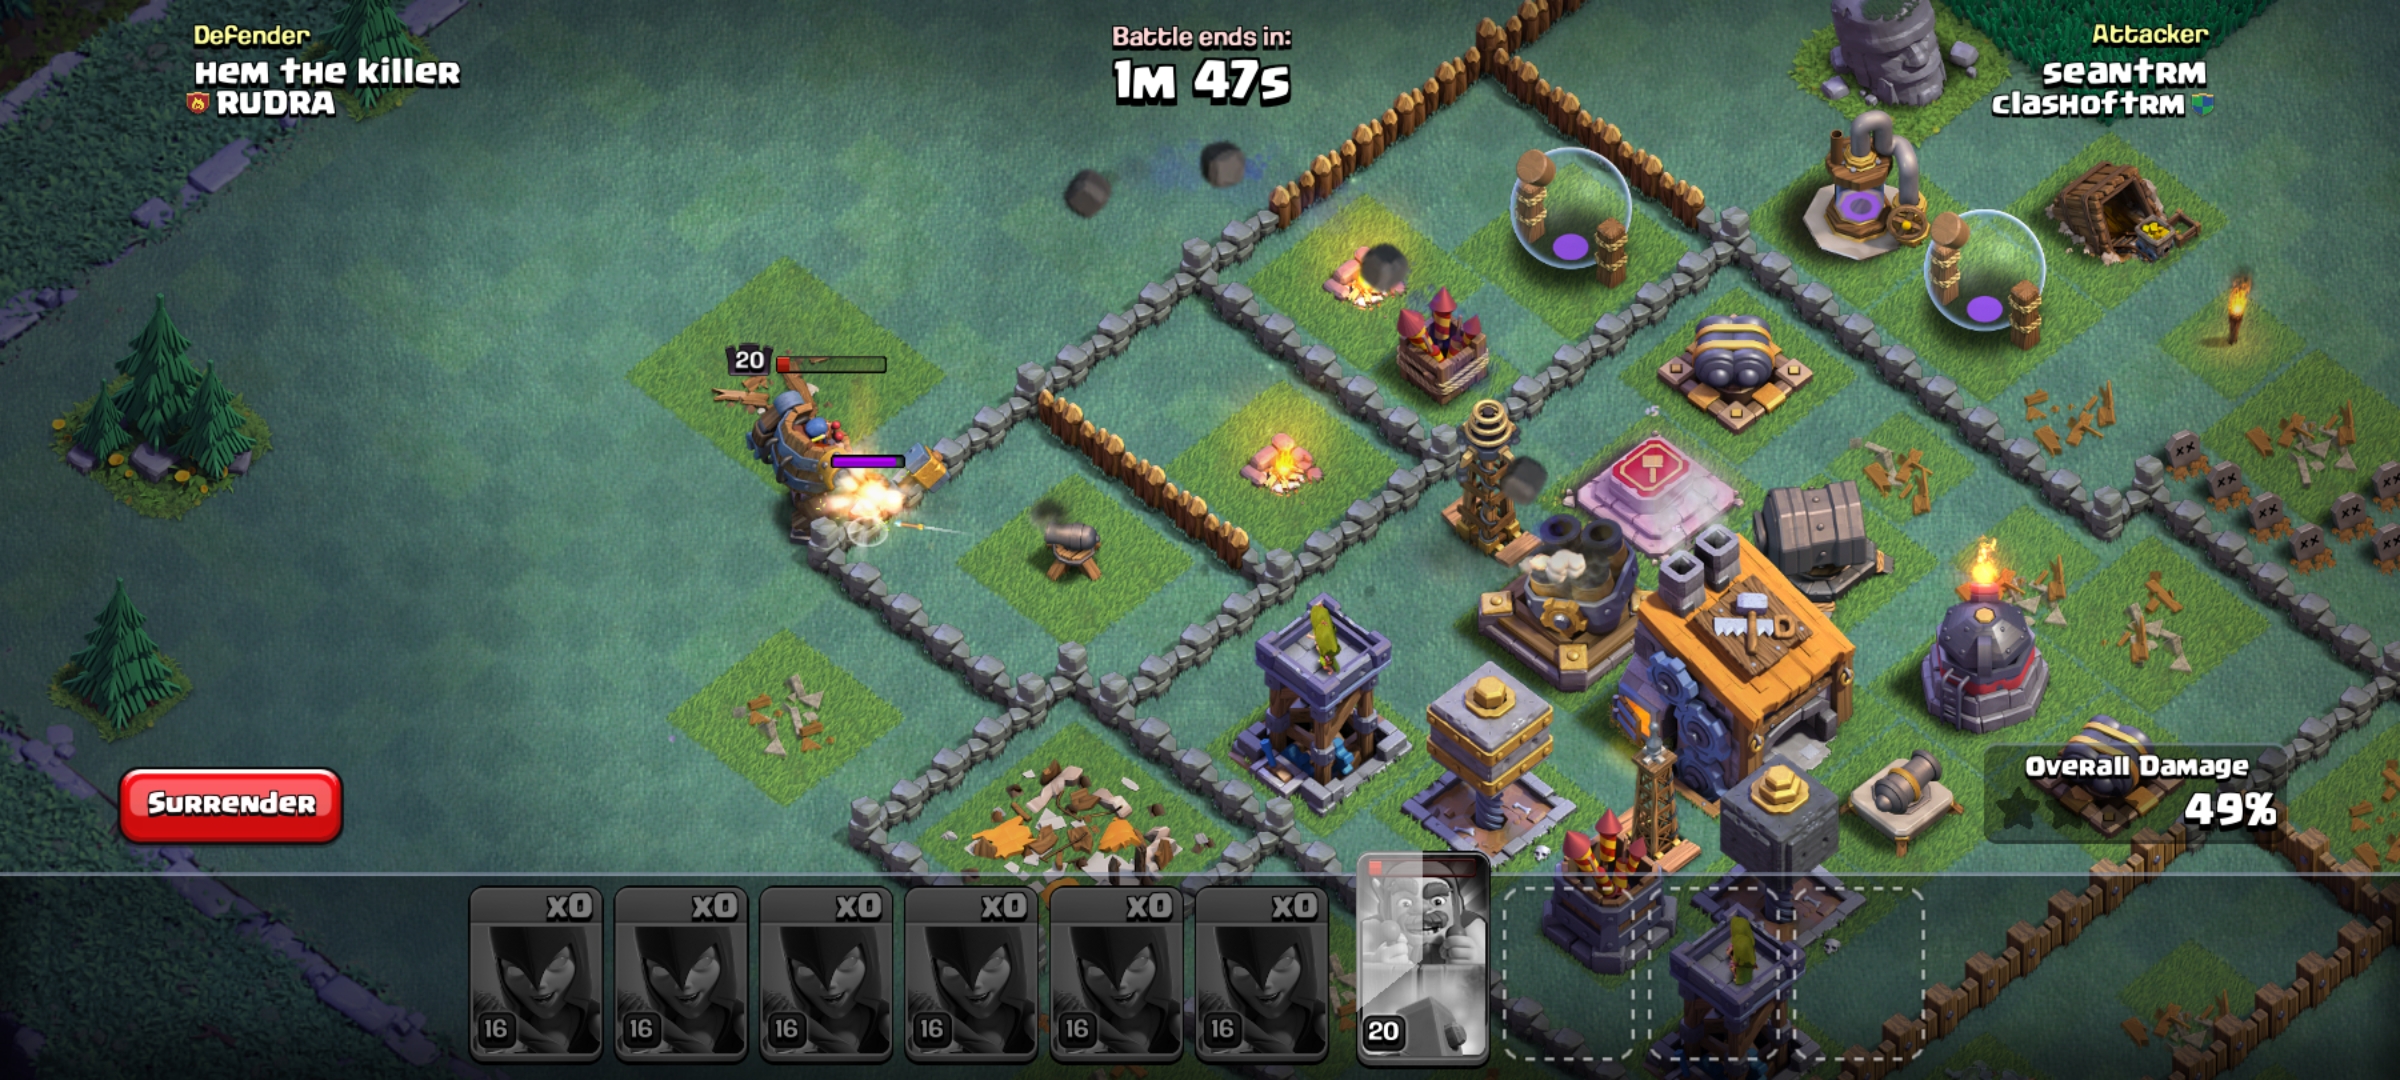 Defender
HEM THE KILLER
RUDRA
Battle ends in:
1M 47s
Attacker
seantrm
clashoftrm
20
Surrender
Overall Damage
49%
x0
x0
x0
x0
x0
x0
16
16
16
16
16
16
20